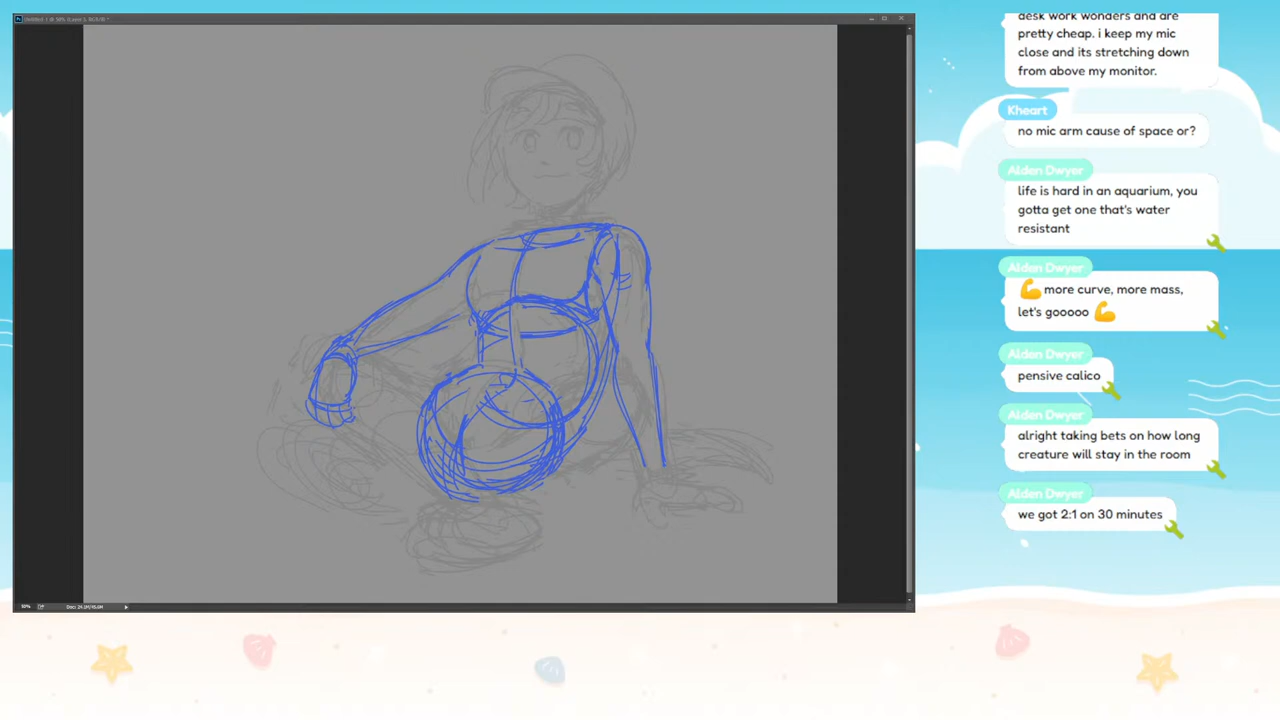 desk work wonders and are
pretty cheap. i keep my mic
close and its stretching down
from above my monitor.
Kheart
no mic arm cause of space or?
Alden Dwyer
life is hard in an aquarium, you
gotta get one that's water
resistant
Alden Dwyer
💪 more curve, more mass,
let's gooooo 💪
Alden Dwyer
pensive calico
Alden Dwyer
alright taking bets on how long
creature will stay in the room
Alden Dwyer
we got 2:1 on 30 minutes
50%